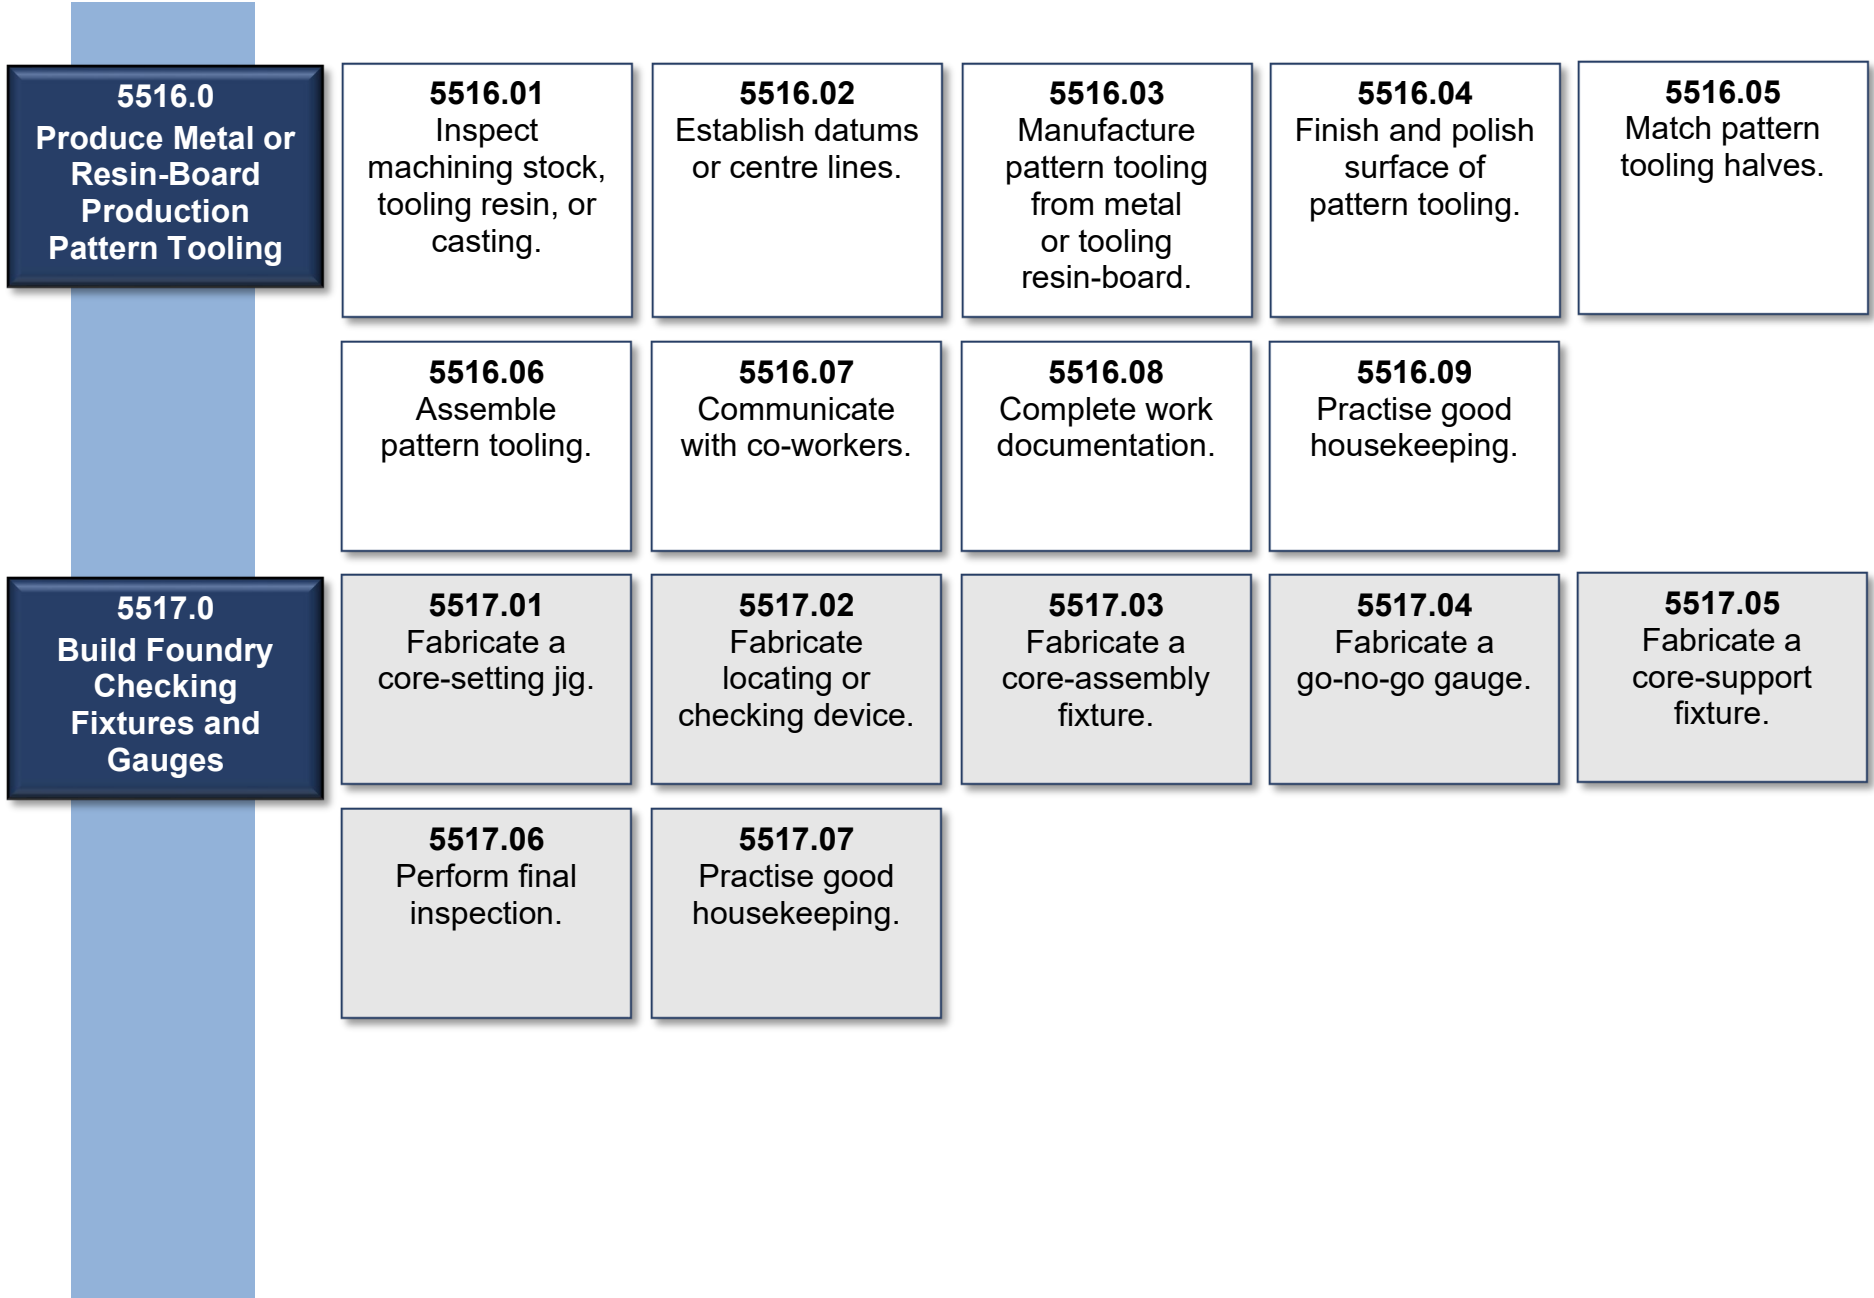 5516.0
Produce Metal or
Resin-Board
Production
Pattern Tooling
5516.01
Inspect
machining stock,
tooling resin, or
casting.
5516.02
Establish datums
or centre lines.
5516.03
Manufacture
pattern tooling
from metal
or tooling
resin-board.
5516.04
Finish and polish
surface of
pattern tooling.
5516.05
Match pattern
tooling halves.
5516.06
Assemble
pattern tooling.
5516.07
Communicate
with co-workers.
5516.08
Complete work
documentation.
5516.09
Practise good
housekeeping.
5517.0
Build Foundry
Checking
Fixtures and
Gauges
5517.01
Fabricate a
core-setting jig.
5517.02
Fabricate
locating or
checking device.
5517.03
Fabricate a
core-assembly
fixture.
5517.04
Fabricate a
go-no-go gauge.
5517.05
Fabricate a
core-support
fixture.
5517.06
Perform final
inspection.
5517.07
Practise good
housekeeping.